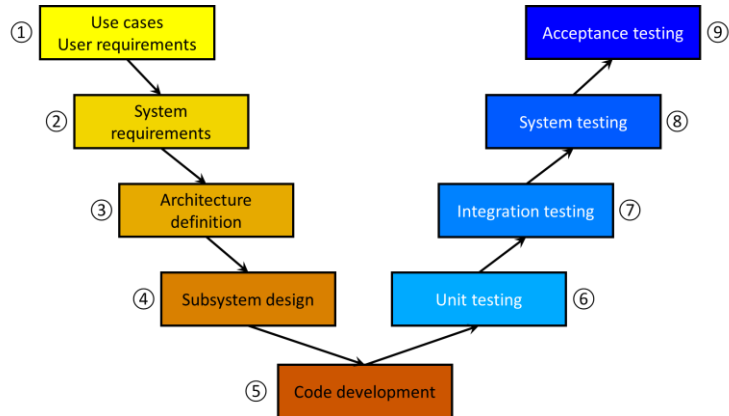 ① Use cases
User requirements
Acceptance testing ⑨
② System
requirements
System testing ⑧
③ Architecture
definition
Integration testing ⑦
④ Subsystem design
Unit testing ⑥
⑤ Code development